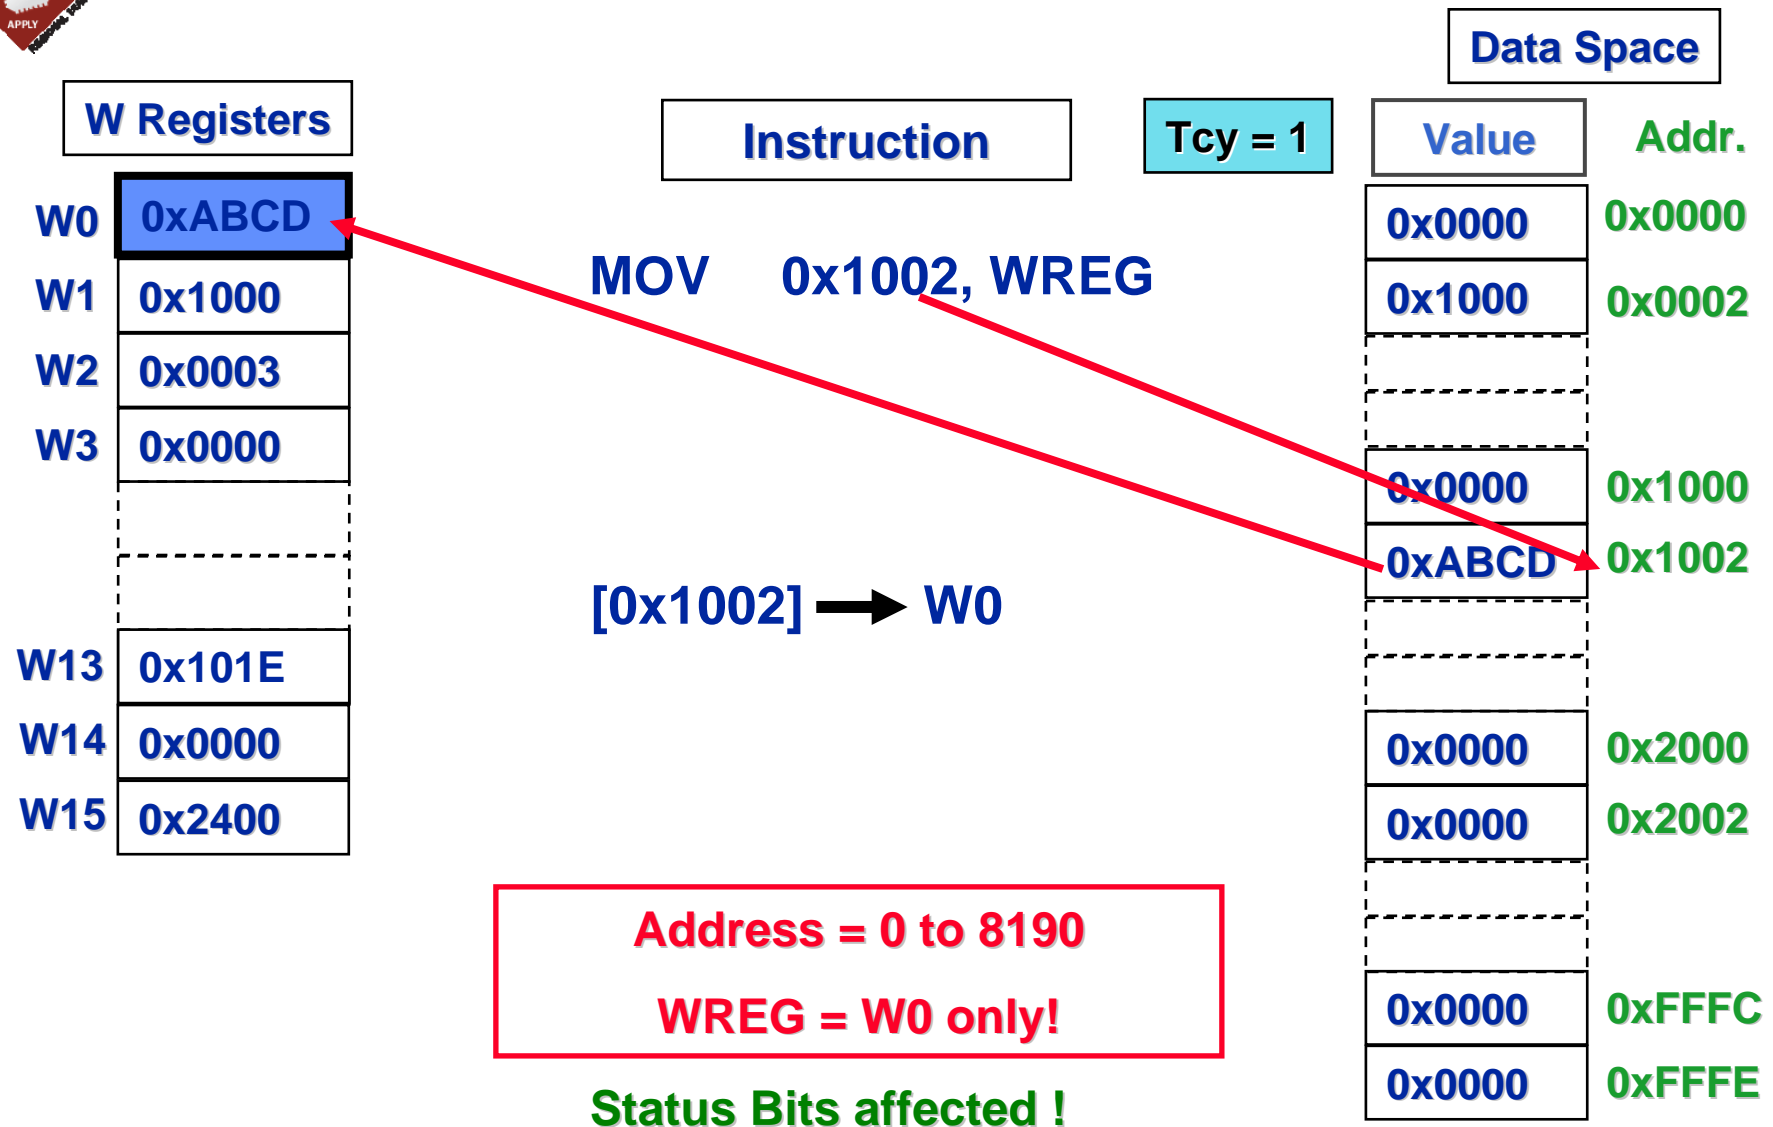 APPLY
Data Space
W Registers
Instruction
Tcy = 1
Value
Addr.
W0 0xABCD
W1 0x1000
W2 0x0003
W3 0x0000
W13 0x101E
W14 0x0000
W15 0x2400
MOV 0x1002, WREG
[0x1002] W0
0x0000 0x0000
0x1000 0x0002
0x0000 0x1000
0xABCD 0x1002
0x0000 0x2000
0x0000 0x2002
0x0000 0xFFFC
0x0000 0xFFFE
Address = 0 to 8190
WREG = W0 only!
Status Bits affected !